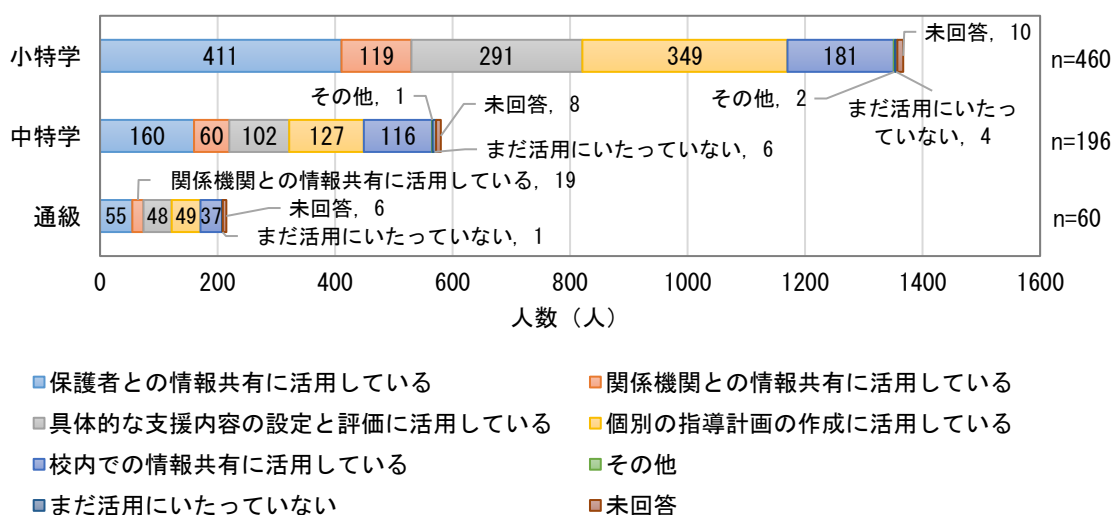 未回答, 10
小特学
411
119
291
349
181
n=460
その他, 1
未回答, 8
その他, 2
まだ活用にいたっ
ていない, 4
中特学
160
60
102
127
116
まだ活用にいたっていない, 6
n=196
関係機関との情報共有に活用している, 19
通級
55
48
49
37
未回答, 6
まだ活用にいたっていない, 1
n=60
0
200
400
600
800
1000
1200
1400
1600
人数（人）
保護者との情報共有に活用している
関係機関との情報共有に活用している
具体的な支援内容の設定と評価に活用している
個別の指導計画の作成に活用している
校内での情報共有に活用している
その他
まだ活用にいたっていない
未回答